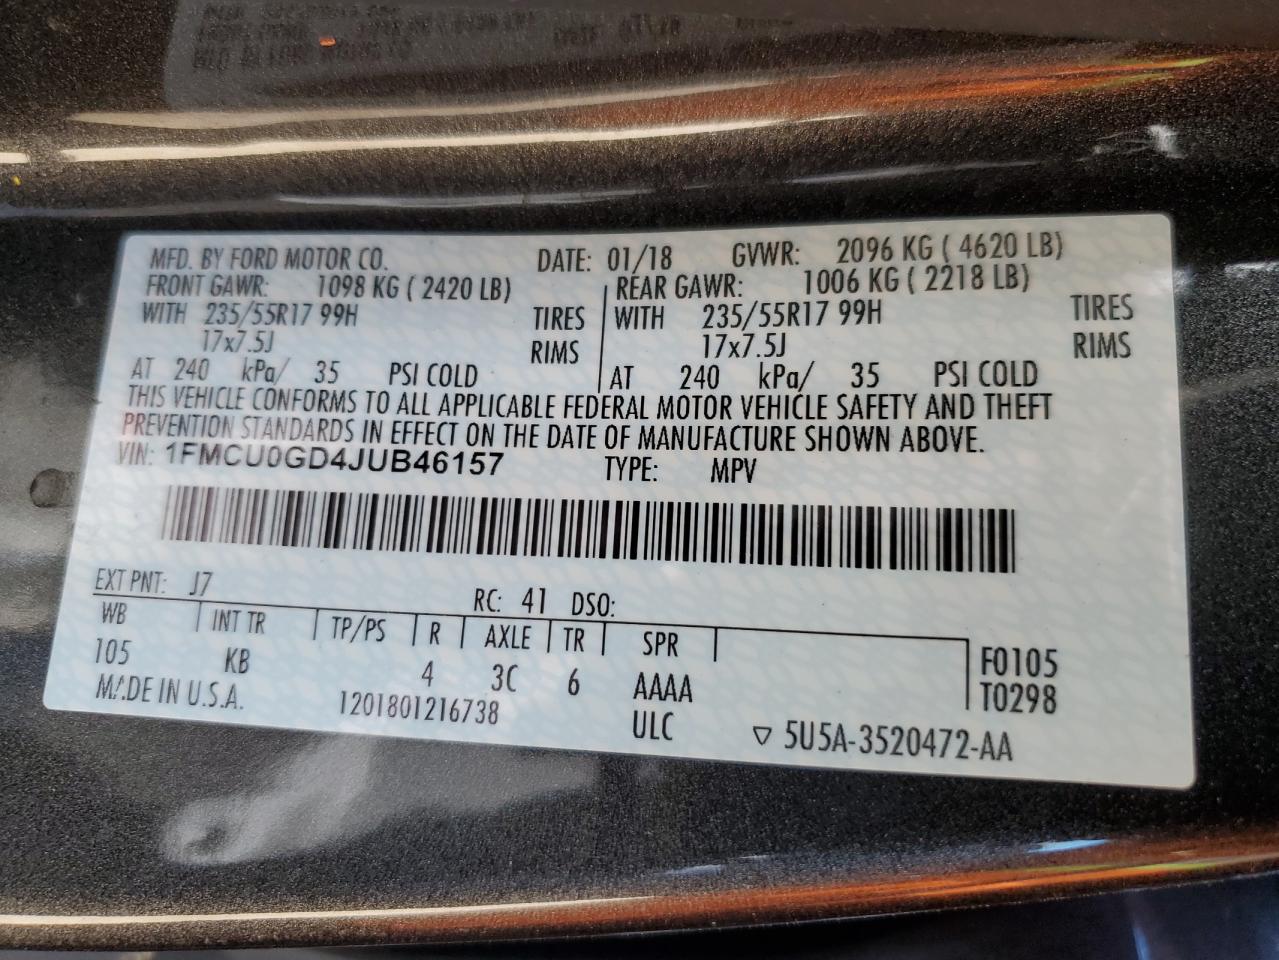 MFD. BY FORD MOTOR CO. DATE: 01/18 GVWR: 2096 KG ( 4620 LB)
FRONT GAWR: 1098 KG ( 2420 LB) REAR GAWR: 1006 KG ( 2218 LB)
WITH 235/55R17 99H TIRES WITH 235/55R17 99H TIRES
17x7.5J RIMS 17x7.5J RIMS
AT 240 kPa/ 35 PSI COLD AT 240 kPa/ 35 PSI COLD
THIS VEHICLE CONFORMS TO ALL APPLICABLE FEDERAL MOTOR VEHICLE SAFETY AND THEFT
PREVENTION STANDARDS IN EFFECT ON THE DATE OF MANUFACTURE SHOWN ABOVE.
VIN: 1FMCU0GD4JUB46157 TYPE: MPV
EXT PNT: J7 RC: 41 DSO:
WB INT TR TP/PS R AXLE TR SPR
105 KB 4 3C 6 AAAA F0105
MADE IN U.S.A. 1201801216738 ULC T0298
▽ 5U5A-3520472-AA